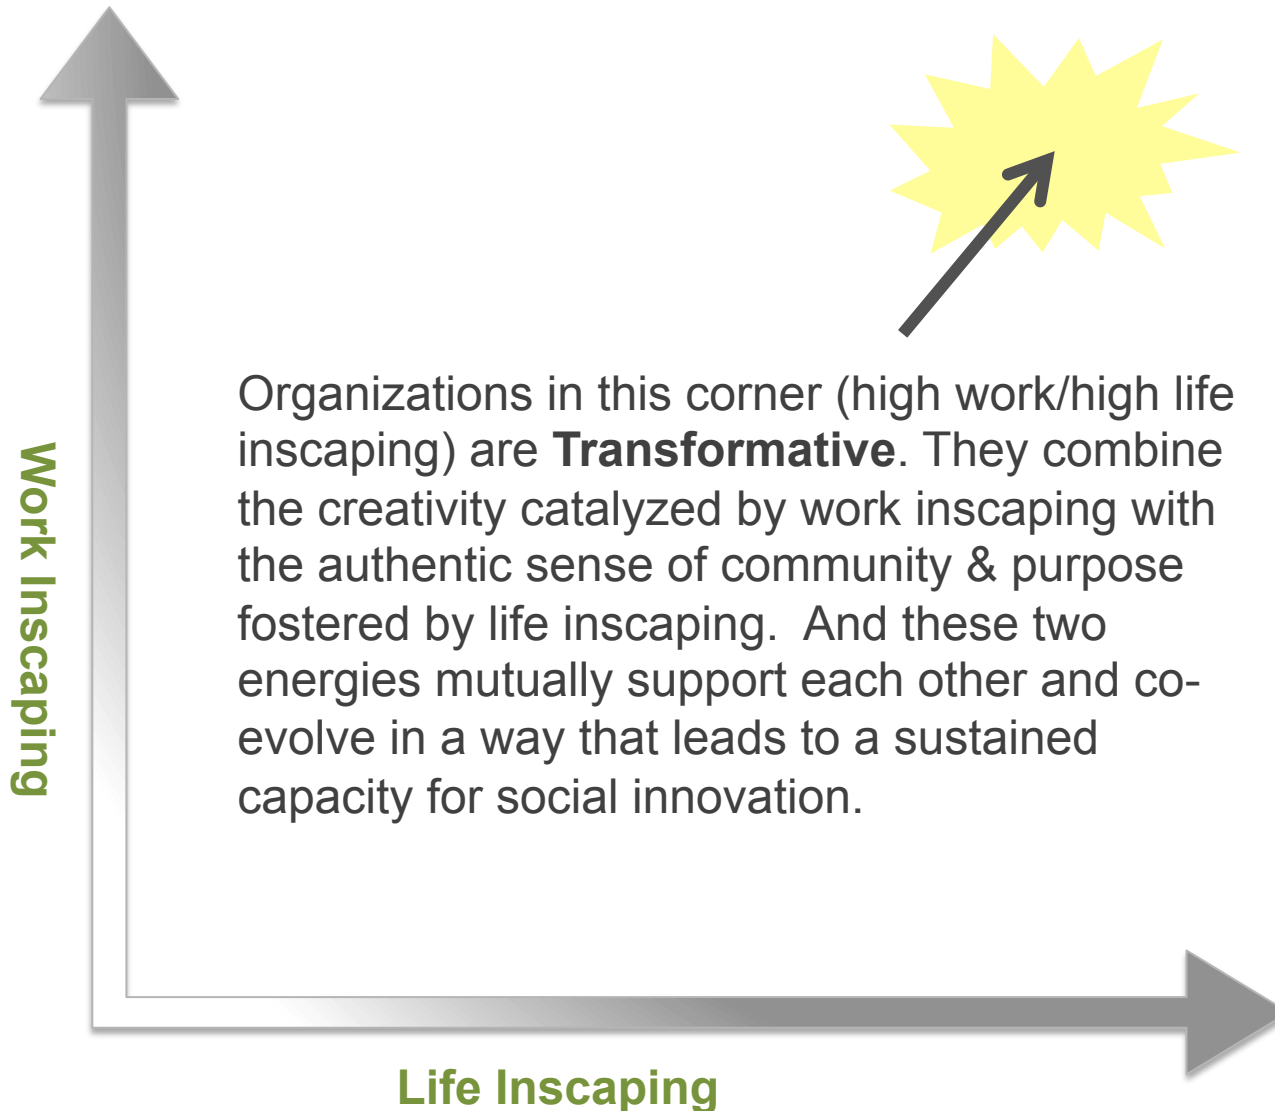 Work Inscaping
Organizations in this corner (high work/high life
inscaping) are Transformative. They combine
the creativity catalyzed by work inscaping with
the authentic sense of community & purpose
fostered by life inscaping.  And these two
energies mutually support each other and co-
evolve in a way that leads to a sustained
capacity for social innovation.
Life Inscaping